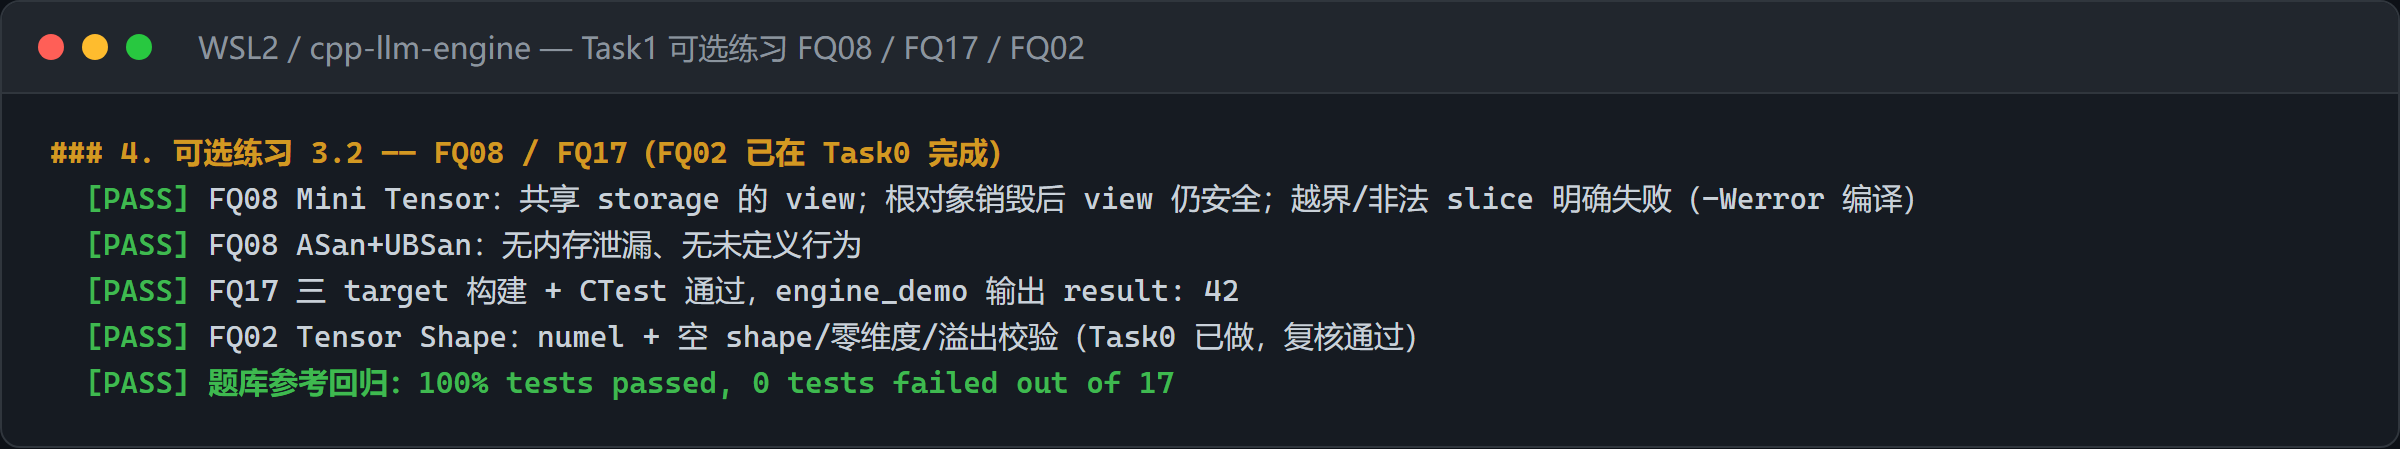 WSL2 / cpp-llm-engine — Task1 可选练习 FQ08 / FQ17 / FQ02
### 4. 可选练习 3.2 —— FQ08 / FQ17（FQ02 已在 Task0 完成）
[PASS] FQ08 Mini Tensor：共享 storage 的 view；根对象销毁后 view 仍安全；越界/非法 slice 明确失败（-Werror 编译）
[PASS] FQ08 ASan+UBSan：无内存泄漏、无未定义行为
[PASS] FQ17 三 target 构建 + CTest 通过，engine_demo 输出 result: 42
[PASS] FQ02 Tensor Shape：numel + 空 shape/零维度/溢出校验（Task0 已做，复核通过）
[PASS] 题库参考回归：100% tests passed, 0 tests failed out of 17